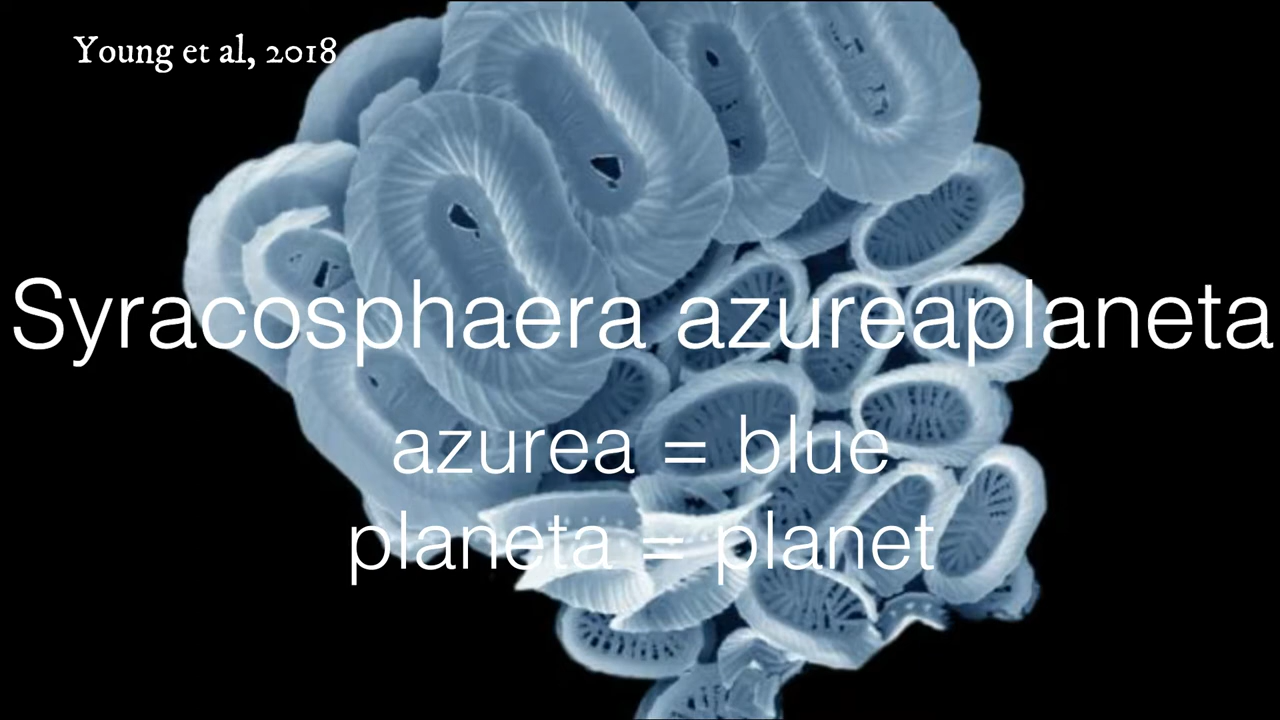 Young et al, 2018
Syracosphaera azureaplaneta
azurea = blue
planeta = planet